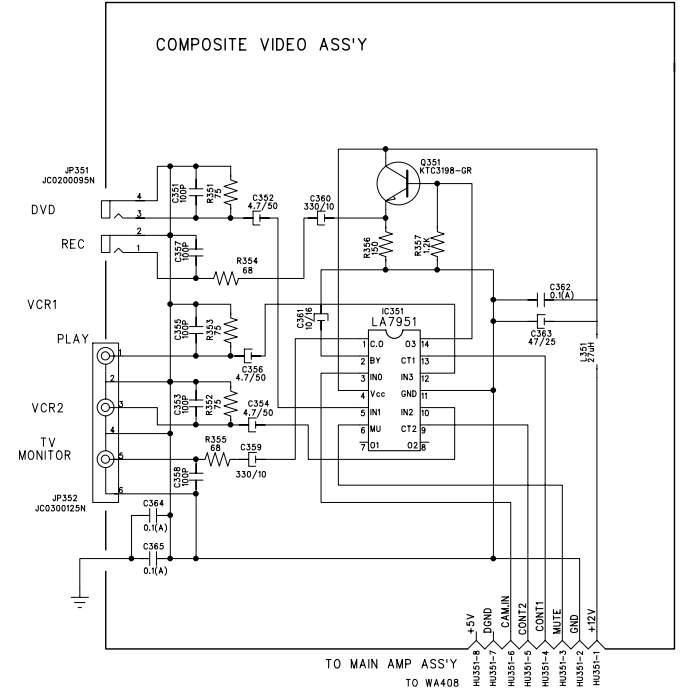 COMPOSITE VIDEO ASS'Y
Q351
KTC3198-GR
JP351
JC0200095N
4
3
2
1
DVD
REC
C351
100P
R351
75
C352
4.7/50
C360
330/10
C357
100P
R354
68
R356
150
R357
1.2K
C362
0.1(A)
C363
47/25
L351
27uH
VCR1
PLAY
C355
100P
R353
75
C356
4.7/50
C361
10/16
IC351
LA7951
1 C.O O3 14
2 BY CT1 13
3 IN0 IN3 12
4 Vcc GND 11
5 IN1 IN2 10
6 MU CT2 9
7 O1 O2 8
1
2
3
4
5
6
VCR2
TV
MONITOR
C353
100P
R352
75
C354
4.7/50
R355
68
C359
330/10
C358
100P
JP352
JC0300125N
C364
0.1(A)
C365
0.1(A)
+5V
DGND
CAM.IN
CONT2
CONT1
MUTE
GND
+12V
HU351-8
HU351-7
HU351-6
HU351-5
HU351-4
HU351-3
HU351-2
HU351-1
TO MAIN AMP ASS'Y
TO WA408